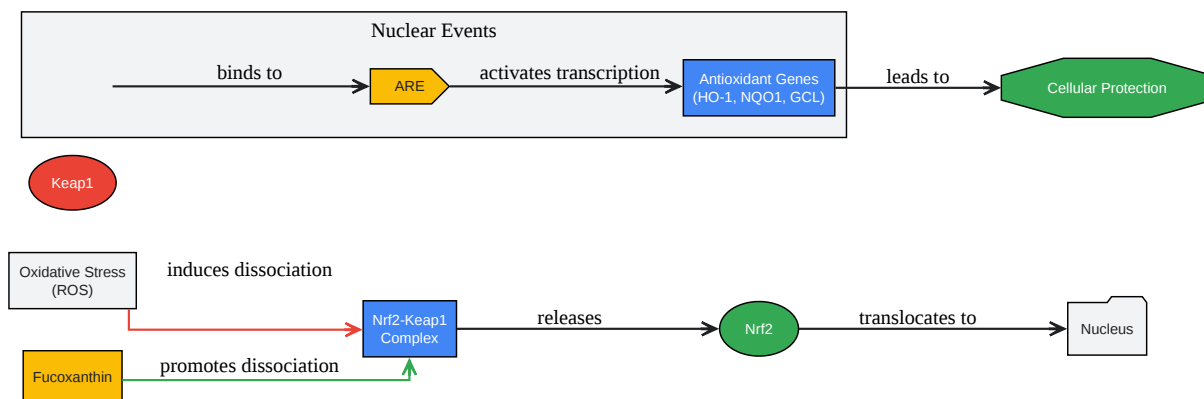 Nuclear Events
binds to
ARE
activates transcription
Antioxidant Genes
(HO-1, NQO1, GCL)
leads to
Cellular Protection
Keap1
Oxidative Stress
(ROS)
induces dissociation
Nrf2-Keap1
Complex
releases
Nrf2
translocates to
Nucleus
Fucoxanthin
promotes dissociation